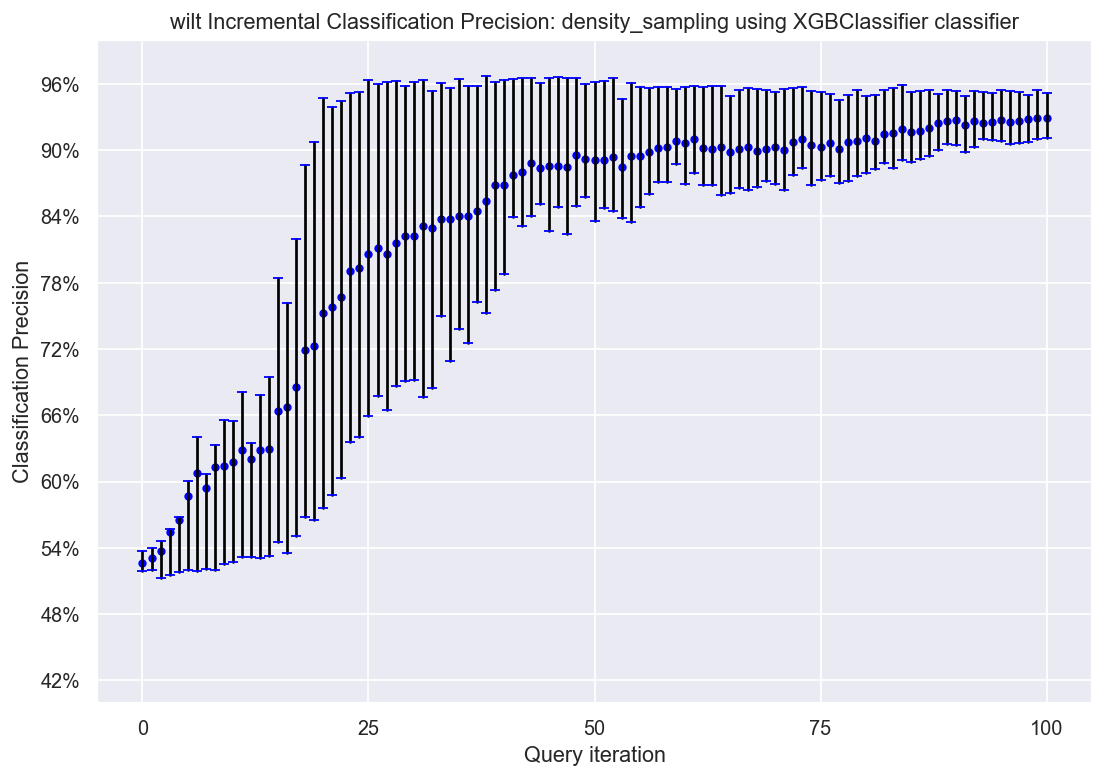 wilt Incremental Classification Precision: density_sampling using XGBClassifier classifier
Classification Precision
96%
90%
84%
78%
72%
66%
60%
54%
48%
42%
0 25 50 75 100
Query iteration